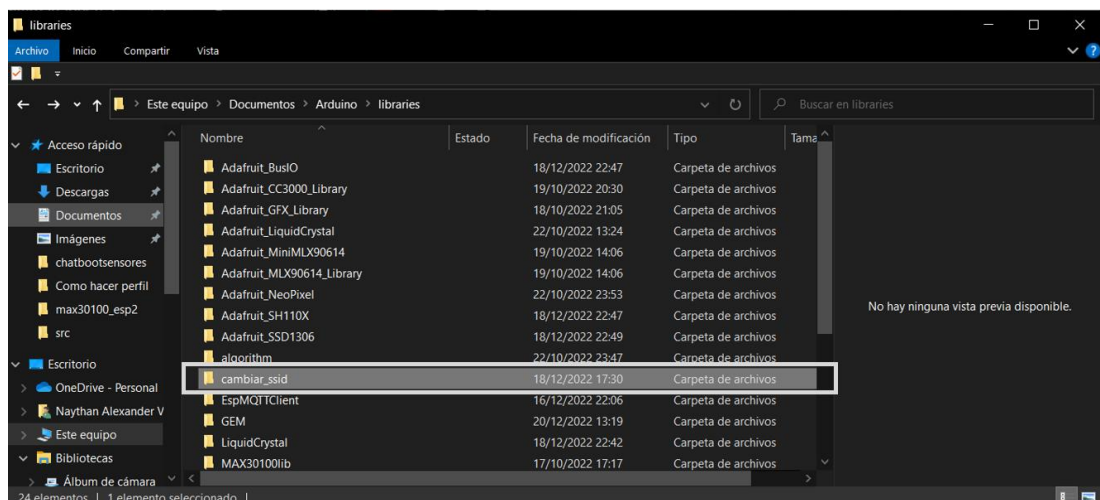 libraries
Archivo Inicio Compartir Vista
Este equipo > Documentos > Arduino > libraries Buscar en libraries
Nombre Estado Fecha de modificación Tipo Tama
Acceso rápido
Escritorio
Descargas
Documentos
Imágenes
chatbootsensores
Como hacer perfil
max30100_esp2
src
Escritorio
OneDrive - Personal
Naythan Alexander V
Este equipo
Bibliotecas
Álbum de cámara
Adafruit_BusIO 18/12/2022 22:47 Carpeta de archivos
Adafruit_CC3000_Library 19/10/2022 20:30 Carpeta de archivos
Adafruit_GFX_Library 18/10/2022 21:05 Carpeta de archivos
Adafruit_LiquidCrystal 22/10/2022 13:24 Carpeta de archivos
Adafruit_MiniMLX90614 19/10/2022 14:06 Carpeta de archivos
Adafruit_MLX90614_Library 19/10/2022 14:06 Carpeta de archivos
Adafruit_NeoPixel 22/10/2022 23:53 Carpeta de archivos
Adafruit_SH110X 18/12/2022 22:47 Carpeta de archivos
Adafruit_SSD1306 18/12/2022 22:49 Carpeta de archivos
algorithm 22/10/2022 23:47 Carpeta de archivos
cambiar_ssid 18/12/2022 17:30 Carpeta de archivos
EspMQTTClient 16/12/2022 22:06 Carpeta de archivos
GEM 20/12/2022 13:19 Carpeta de archivos
LiquidCrystal 18/12/2022 22:42 Carpeta de archivos
MAX30100lib 17/10/2022 17:17 Carpeta de archivos
No hay ninguna vista previa disponible.
24 elementos | 1 elemento seleccionado |